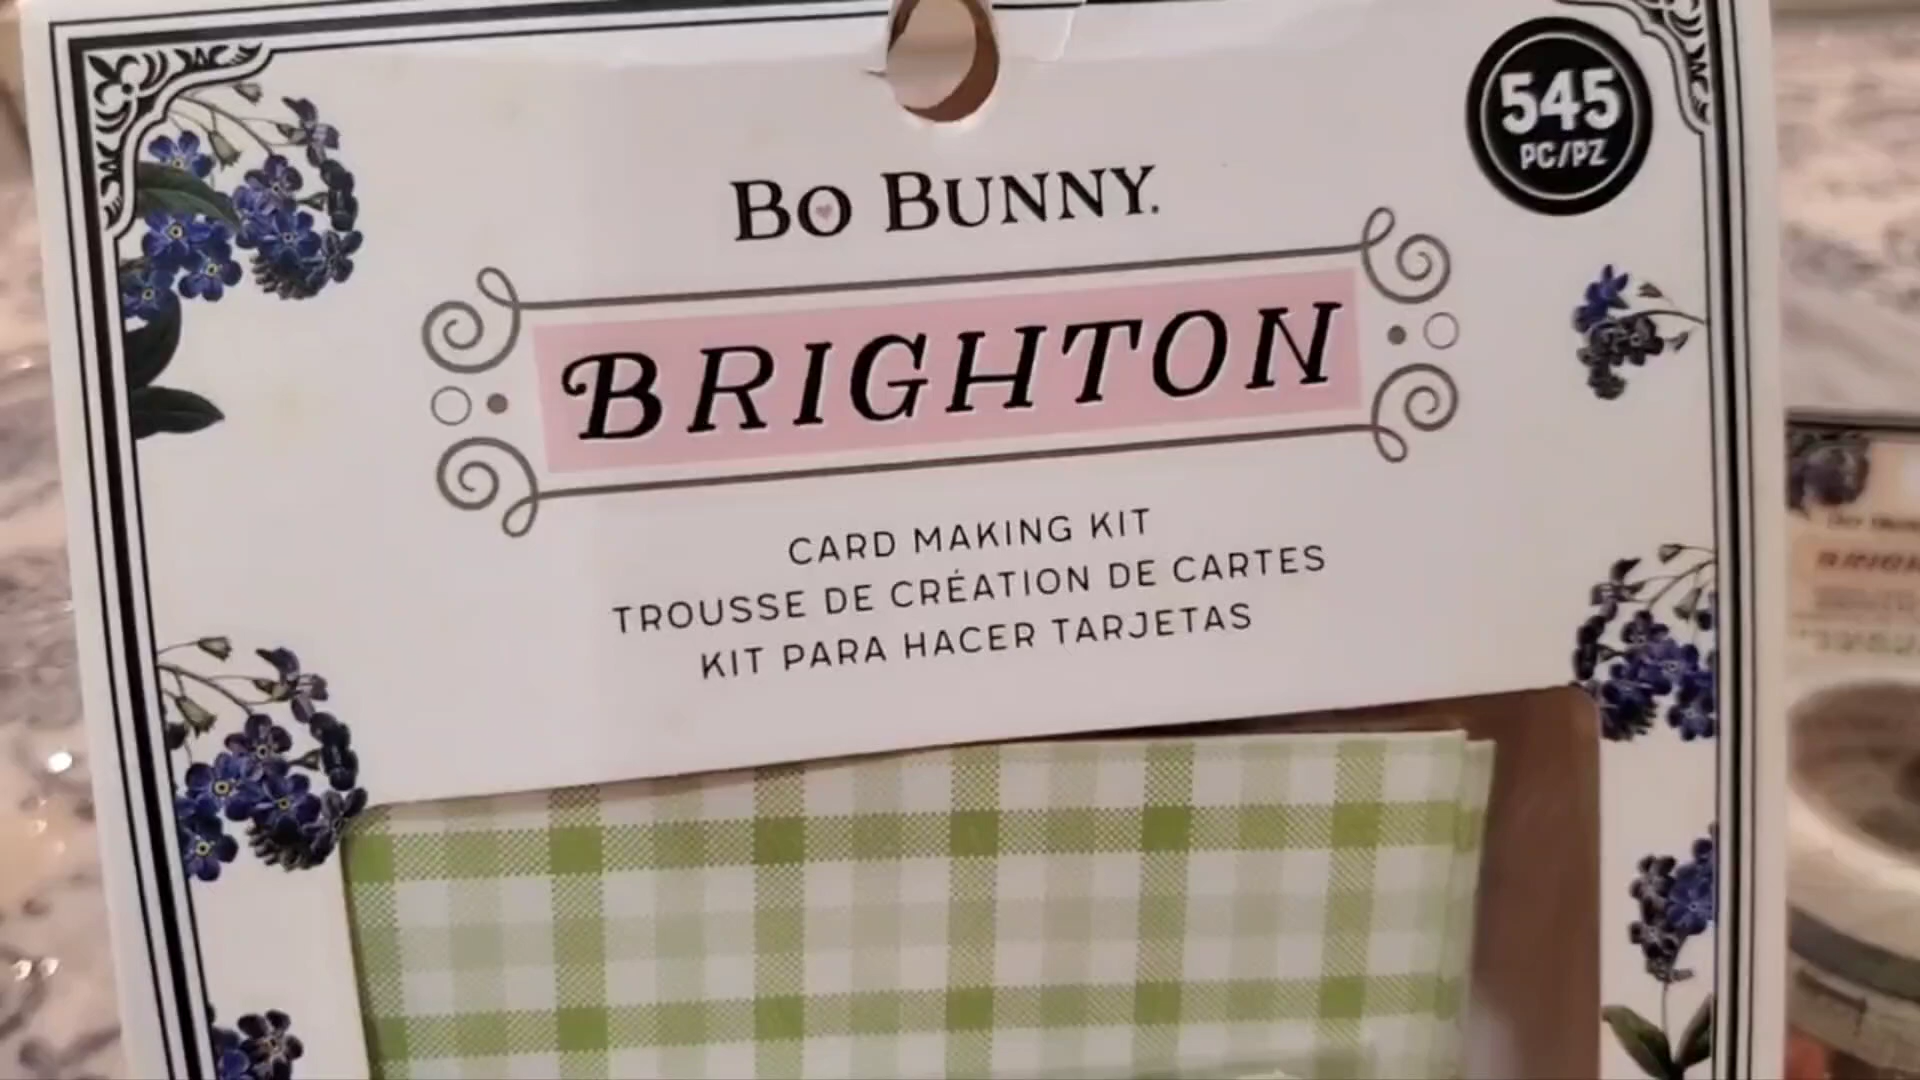 545
PC/PZ
BO BUNNY.
BRIGHTON
CARD MAKING KIT
TROUSSE DE CRÉATION DE CARTES
KIT PARA HACER TARJETAS